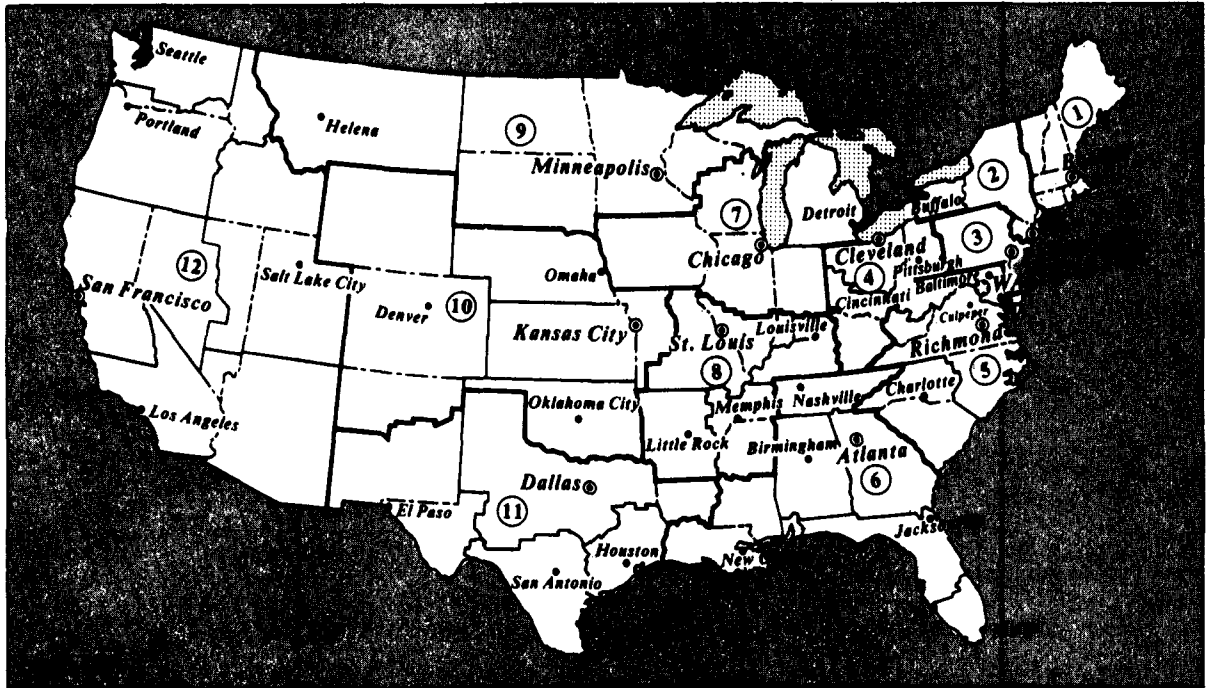 Seattle
Portland
Helena
9
Minneapolis
1
2
Buffalo
7
Detroit
3
Chicago
Cleveland
Pittsburgh
4
Cincinnati
Baltimore
12
San Francisco
Salt Lake City
Omaha
Denver
10
Kansas City
St. Louis
8
Louisville
Culpeper
Richmond
5
Charlotte
Los Angeles
Oklahoma City
Memphis
Nashville
Little Rock
Birmingham
Atlanta
6
Dallas
11
El Paso
Houston
San Antonio
New